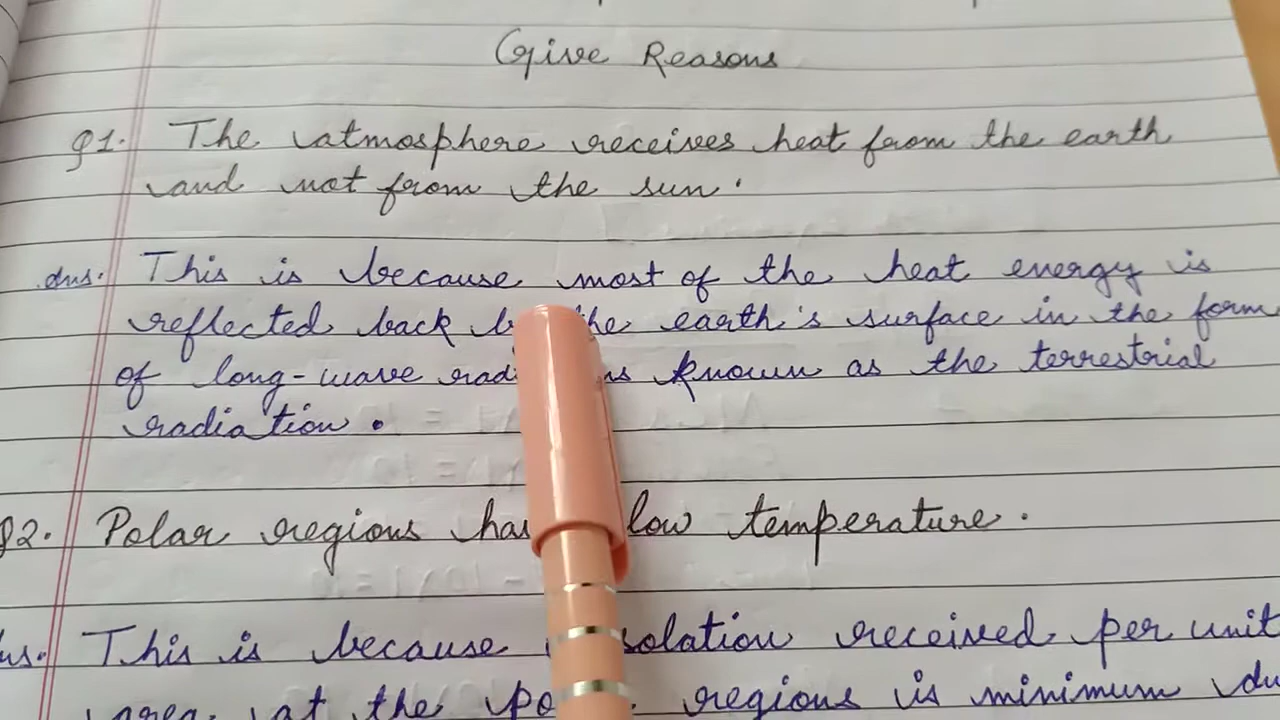 Give Reasons
Q1. The atmosphere receives heat from the earth
and not from the sun.
Ans. This is because most of the heat energy is
reflected back the earth's surface in the form
of long-wave known as the terrestrial
radiation.
Q2. Polar regions low temperature.
This is because received per unit
area at the regions is minimum